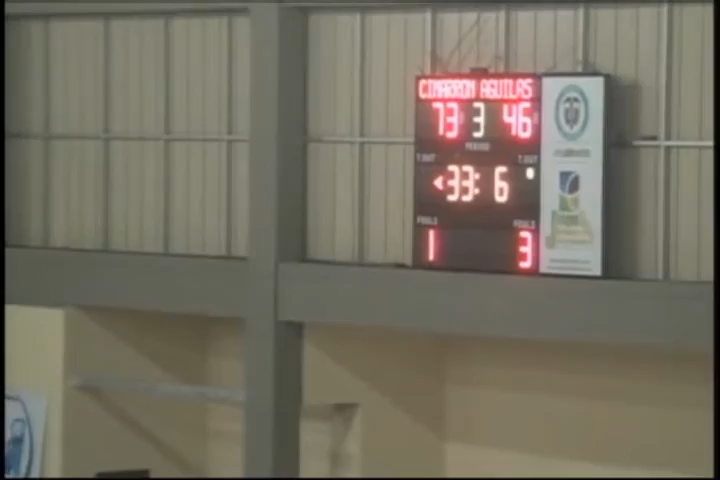 CIMARRON AGUILAS
73 3 46
PERIOD
T.OUT T.OUT
33: 6
FOULS FOULS
1 3